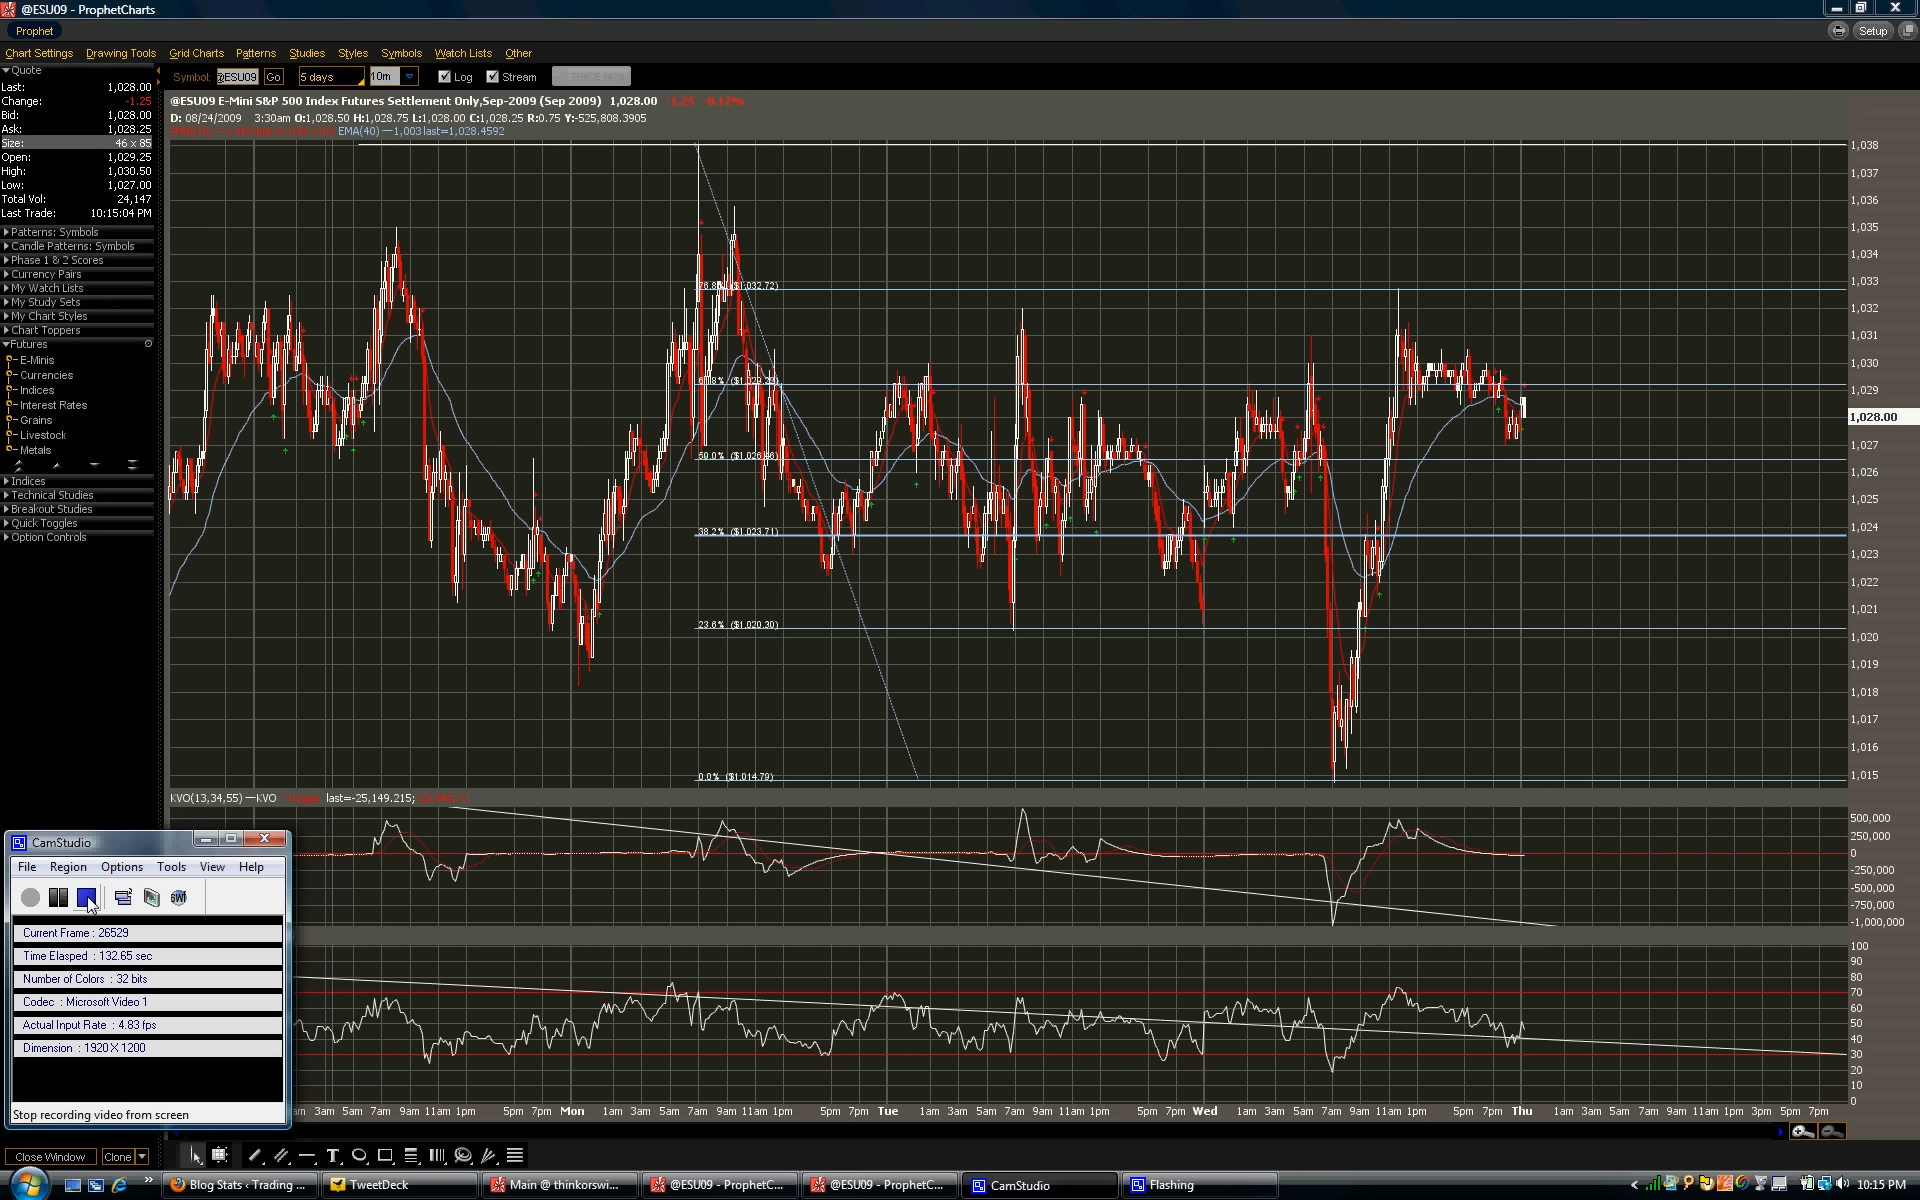 @ESU09 - ProphetCharts
Prophet
Setup
Chart Settings Drawing Tools Grid Charts Patterns Studies Styles Symbols Watch Lists Other
Quote
Symbol: @ESU09 Go 5 days 10m Log Stream
Last: 1,028.00
Change: -1.25
Bid: 1,028.00
Ask: 1,028.25
Size: 46 x 85
Open: 1,029.25
High: 1,030.50
Low: 1,027.00
Total Vol: 24,147
Last Trade: 10:15:04 PM
Patterns: Symbols
Candle Patterns: Symbols
Phase 1 & 2 Scores
Currency Pairs
My Watch Lists
My Study Sets
My Chart Styles
Chart Toppers
Futures
E-Minis
Currencies
Indices
Interest Rates
Grains
Livestock
Metals
Indices
Technical Studies
Breakout Studies
Quick Toggles
Option Controls
@ESU09 E-Mini S&P 500 Index Futures Settlement Only,Sep-2009 (Sep 2009) 1,028.00 -1.25 -0.12%
D: 08/24/2009 3:30am O:1,028.50 H:1,028.75 L:1,028.00 C:1,028.25 R:0.75 Y:-525,808.3905
EMA(40) 1,003 last=1,028.4592
1,038
1,037
1,036
1,035
1,034
1,033
1,032
1,031
1,030
1,029
1,028.00
1,027
1,026
1,025
1,024
1,023
1,022
1,021
1,020
1,019
1,018
1,017
1,016
1,015
50.0% ($1,026.46)
38.2% ($1,023.71)
23.6% ($1,020.30)
0.0% ($1,014.79)
KVO(13,34,55) KVO trigger last=-25,149.215;
500,000
250,000
0
-250,000
-500,000
-750,000
-1,000,000
100
90
80
70
60
50
40
30
20
10
0
am 3am 5am 7am 9am 11am 1pm 5pm 7pm Mon 1am 3am 5am 7am 9am 11am 1pm 5pm 7pm Tue 1am 3am 5am 7am 9am 11am 1pm 5pm 7pm Wed 1am 3am 5am 7am 9am 11am 1pm 5pm 7pm Thu 1am 3am 5am 7am 9am 11am 1pm 3pm 5pm 7pm
CamStudio
File Region Options Tools View Help
Current Frame : 26529
Time Elasped : 132.65 sec
Number of Colors : 32 bits
Codec : Microsoft Video 1
Actual Input Rate : 4.83 fps
Dimension : 1920 X 1200
Stop recording video from screen
Close Window Clone
Blog Stats ‹ Trading ...
TweetDeck
Main @ thinkorswi...
@ESU09 - ProphetC...
@ESU09 - ProphetC...
CamStudio
Flashing
10:15 PM